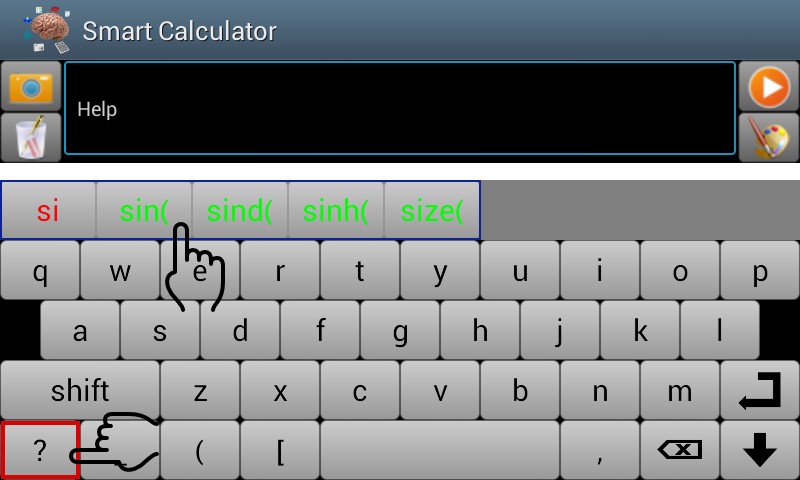 Smart Calculator
Help
si sin( sind( sinh( size(
q w e r t y u i o p
a s d f g h j k l
shift z x c v b n m
? ( [ ,